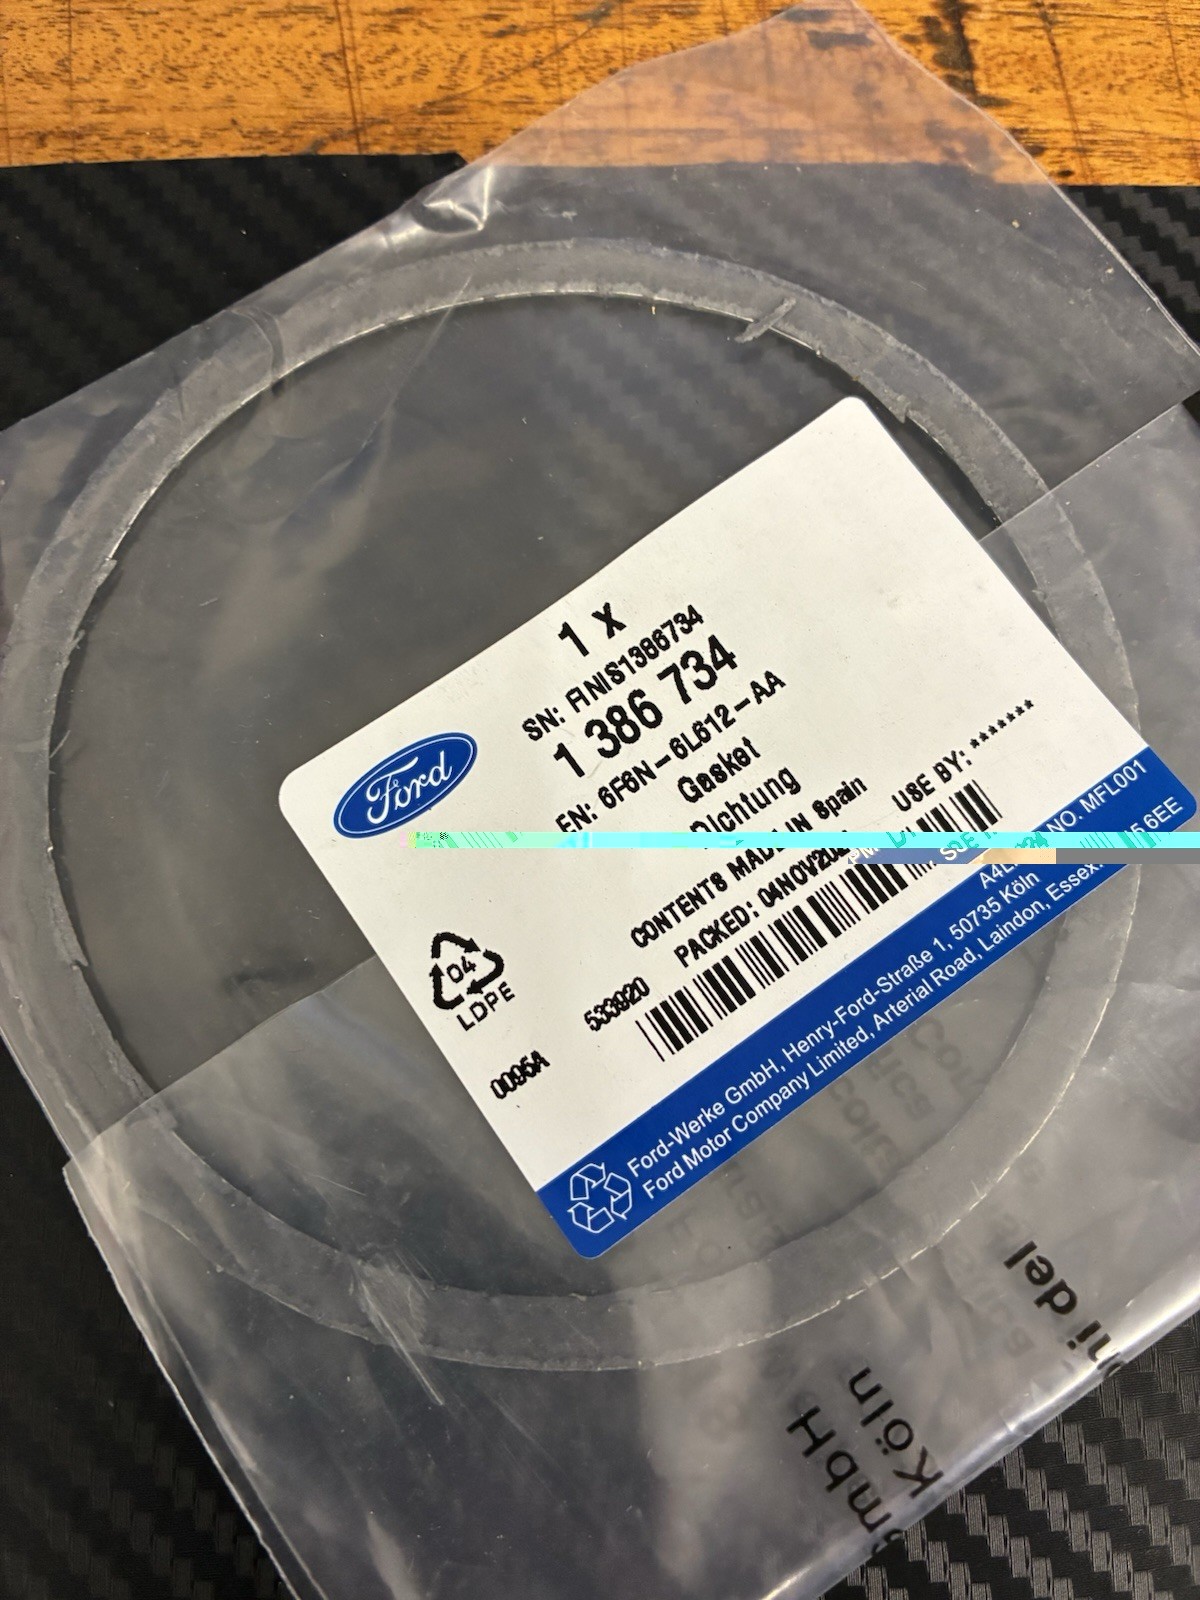 1 x
SN: FINIS1386734
1 386 734
EN: 6F6N-6L612-AA
Gasket
Dichtung
Ford
CONTENTS MADE IN Spain
USE BY: *******
PACKED:
04
LDPE
533920
0095A
NO. MFL001
Ford-Werke GmbH, Henry-Ford-Straße 1, 50735 Köln
Ford Motor Company Limited, Arterial Road, Laindon, Essex.
Köln